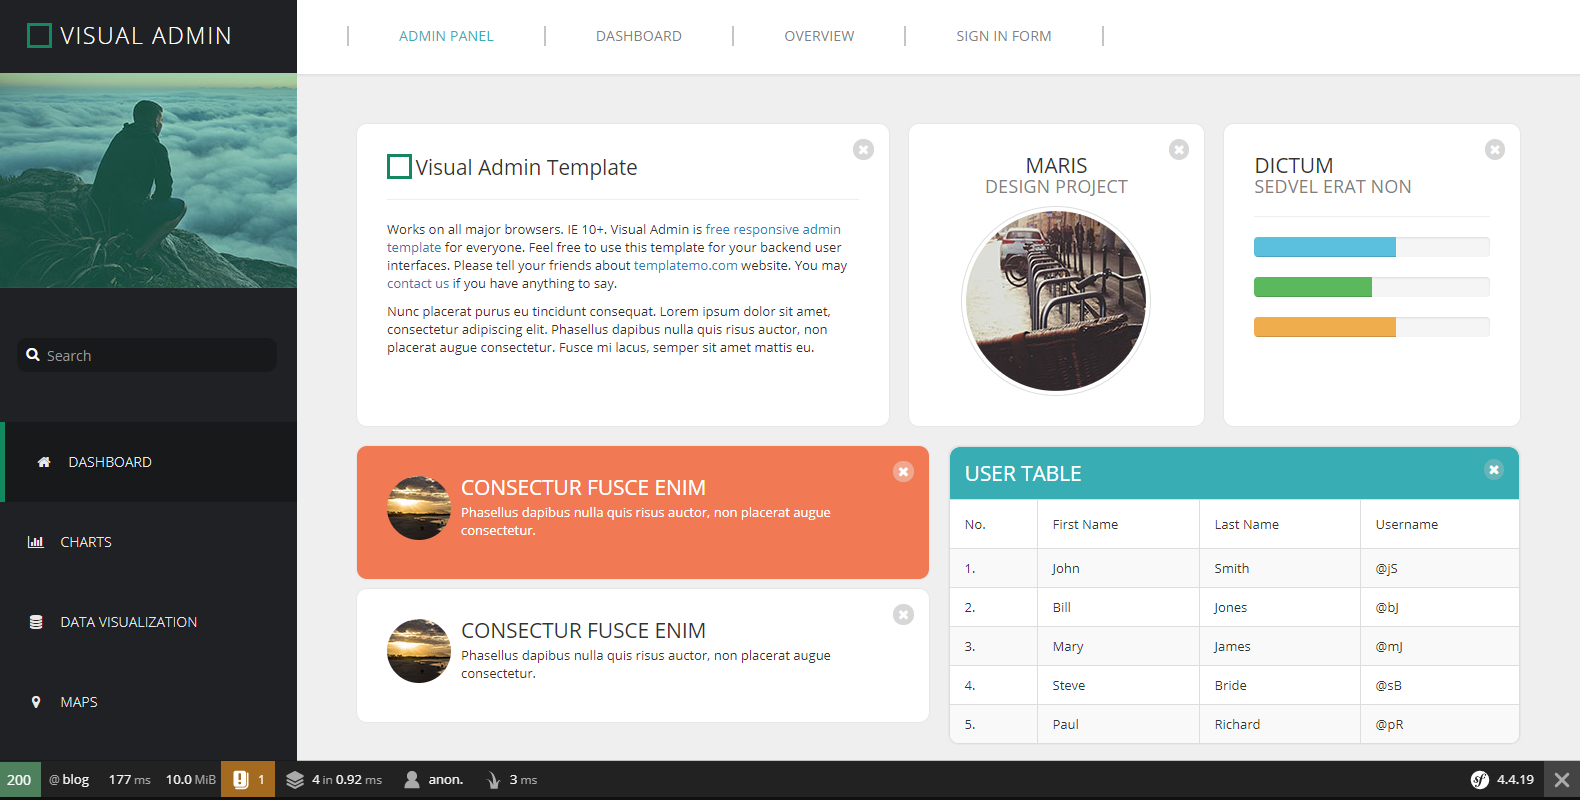 VISUAL ADMIN
ADMIN PANEL
DASHBOARD
OVERVIEW
SIGN IN FORM
Search
DASHBOARD
CHARTS
DATA VISUALIZATION
MAPS
Visual Admin Template
Works on all major browsers. IE 10+. Visual Admin is free responsive admin
template for everyone. Feel free to use this template for your backend user
interfaces. Please tell your friends about templatemo.com website. You may
contact us if you have anything to say.
Nunc placerat purus eu tincidunt consequat. Lorem ipsum dolor sit amet,
consectetur adipiscing elit. Phasellus dapibus nulla quis risus auctor, non
placerat augue consectetur. Fusce mi lacus, semper sit amet mattis eu.
MARIS
DESIGN PROJECT
DICTUM
SEDVEL ERAT NON
CONSECTUR FUSCE ENIM
Phasellus dapibus nulla quis risus auctor, non placerat augue
consectetur.
CONSECTUR FUSCE ENIM
Phasellus dapibus nulla quis risus auctor, non placerat augue
consectetur.
USER TABLE
No. First Name Last Name Username
1. John Smith @jS
2. Bill Jones @bJ
3. Mary James @mJ
4. Steve Bride @sB
5. Paul Richard @pR
200 @ blog 177 ms 10.0 MiB 1 4 in 0.92 ms anon. 3 ms sf 4.4.19